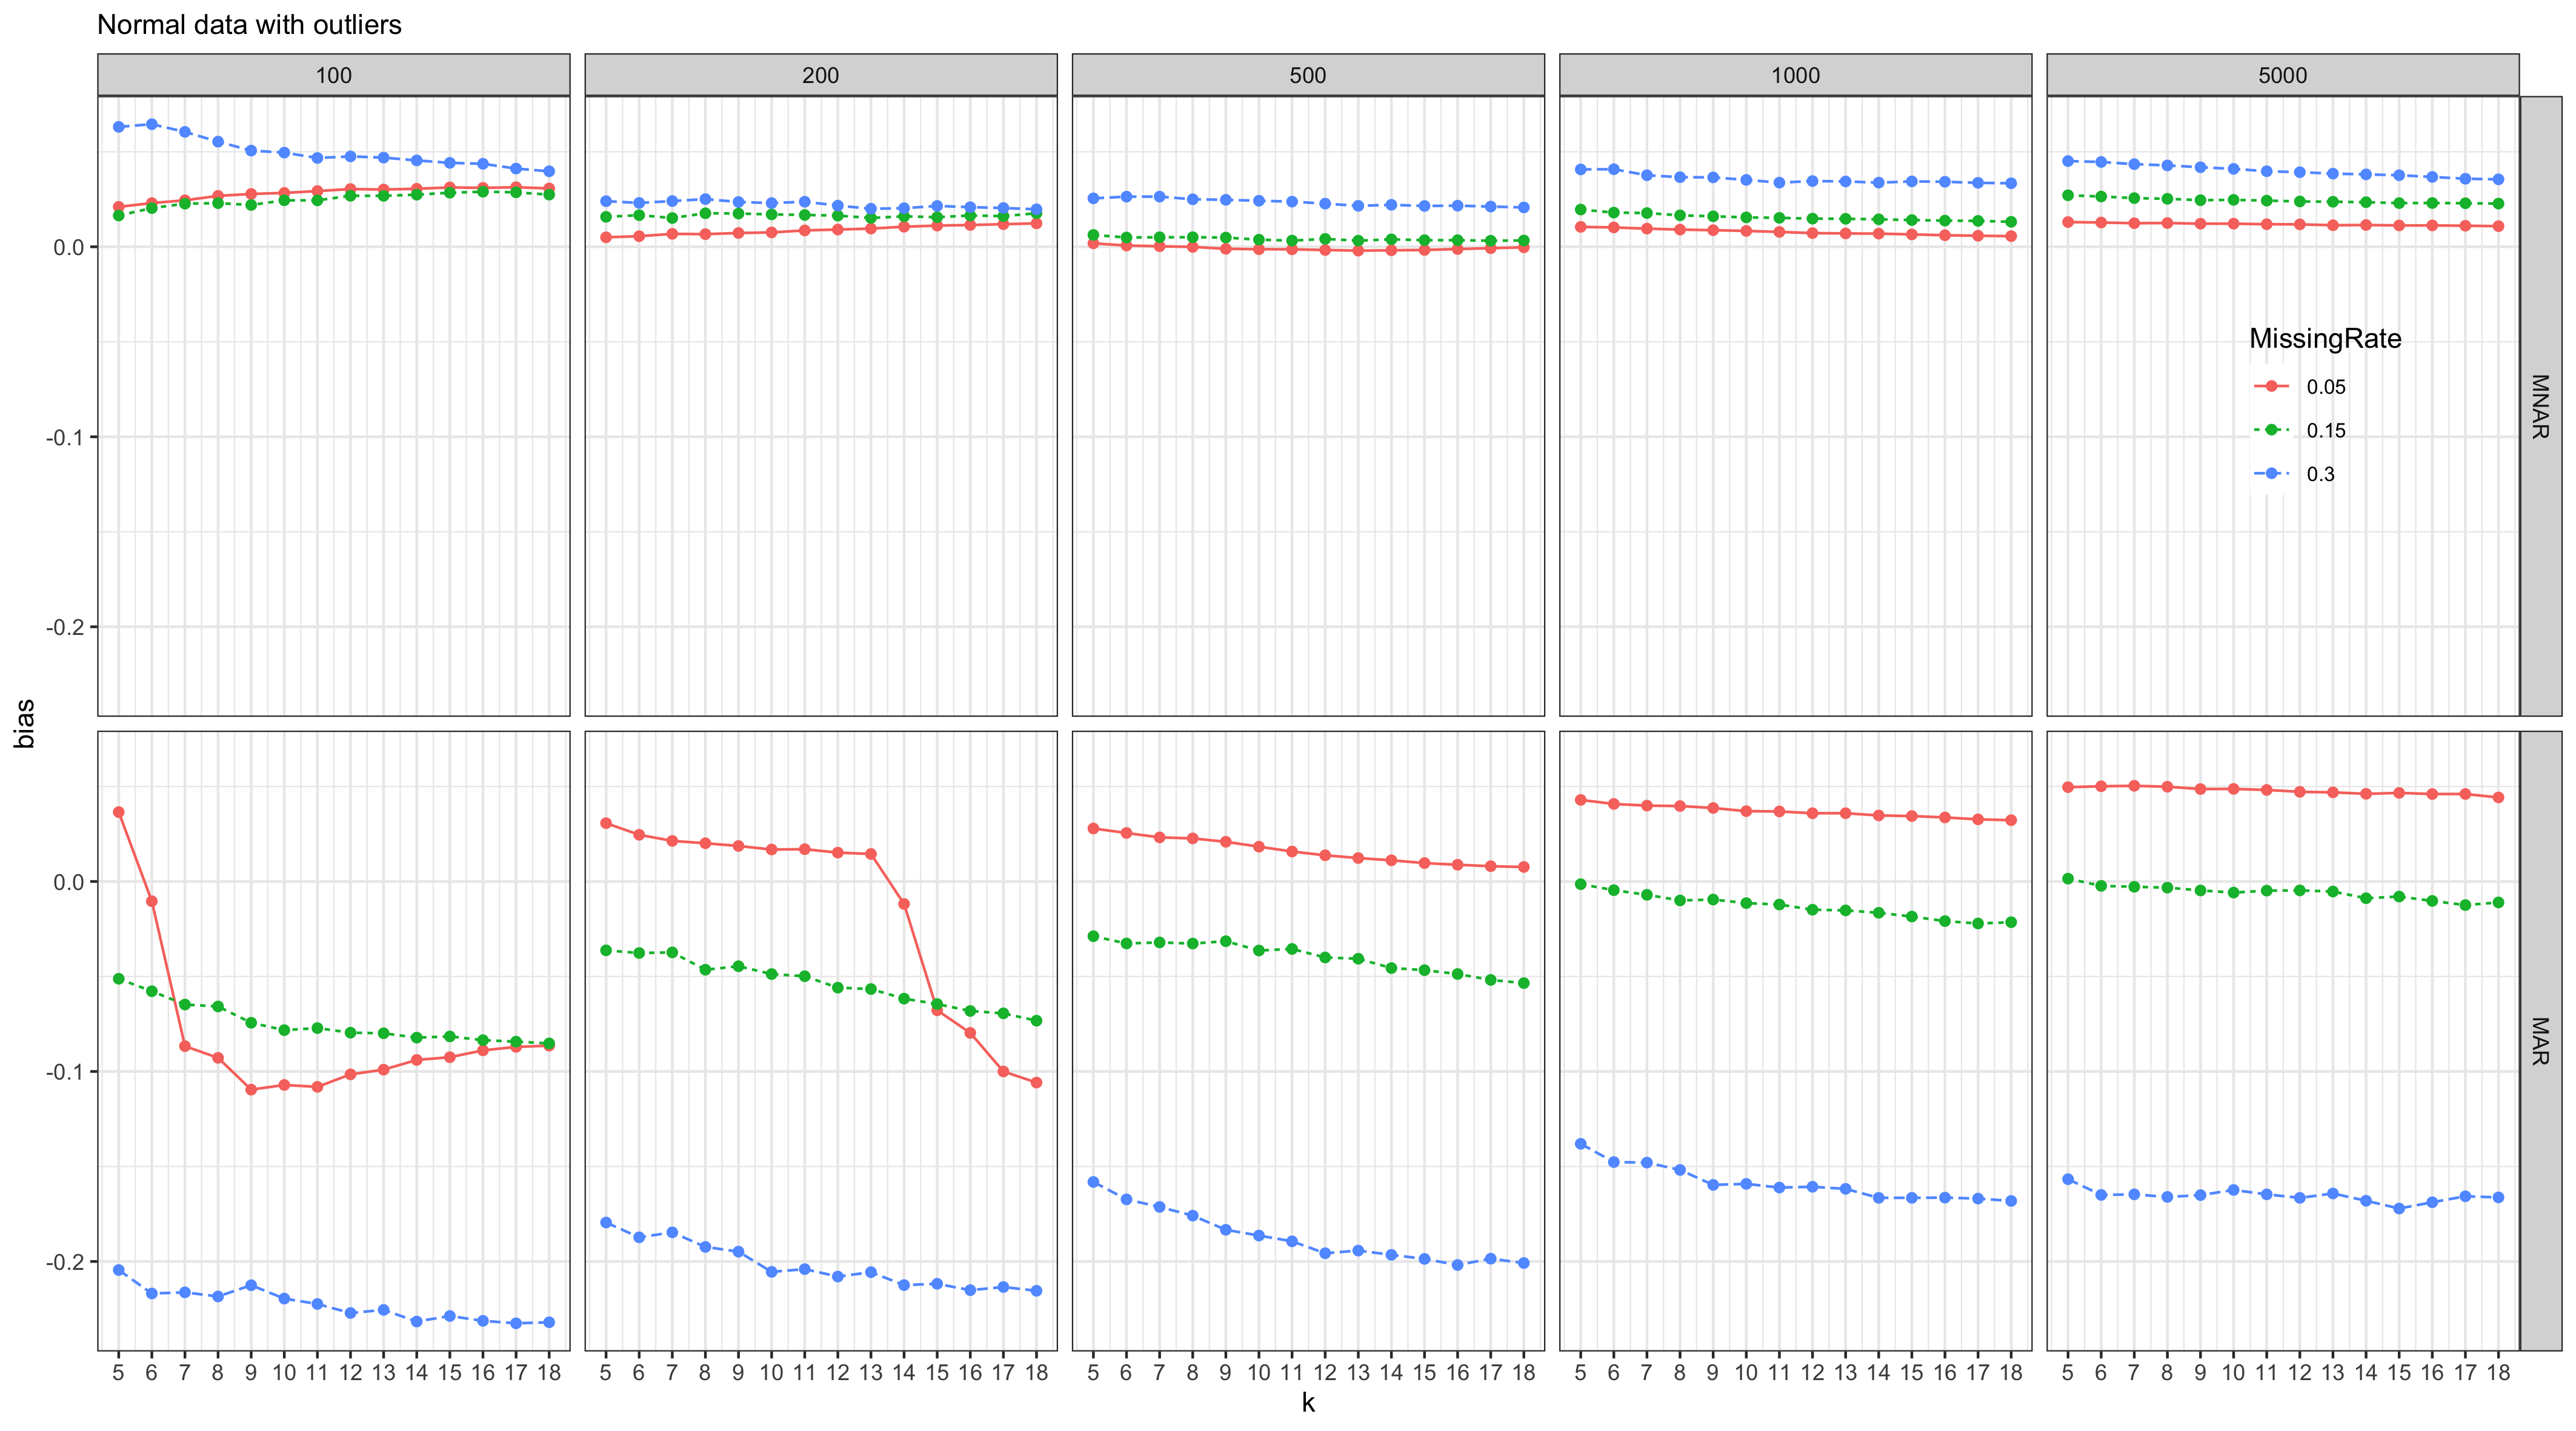 Normal data with outliers
100 200 500 1000 5000
0.0
-0.1
-0.2
MNAR
MissingRate
0.05
0.15
0.3
bias
0.0
-0.1
-0.2
MAR
5 6 7 8 9 10 11 12 13 14 15 16 17 18 5 6 7 8 9 10 11 12 13 14 15 16 17 18 5 6 7 8 9 10 11 12 13 14 15 16 17 18 5 6 7 8 9 10 11 12 13 14 15 16 17 18 5 6 7 8 9 10 11 12 13 14 15 16 17 18
k